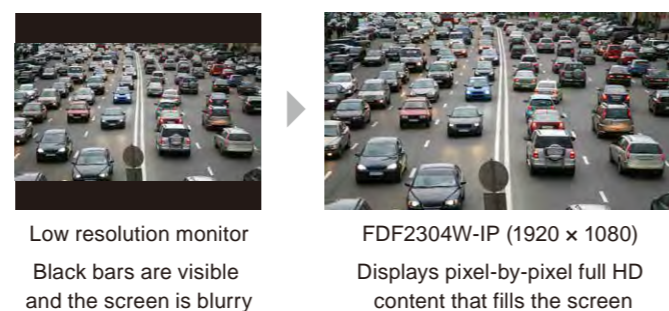 Low resolution monitor
Black bars are visible
and the screen is blurry
FDF2304W-IP (1920 × 1080)
Displays pixel-by-pixel full HD
content that fills the screen